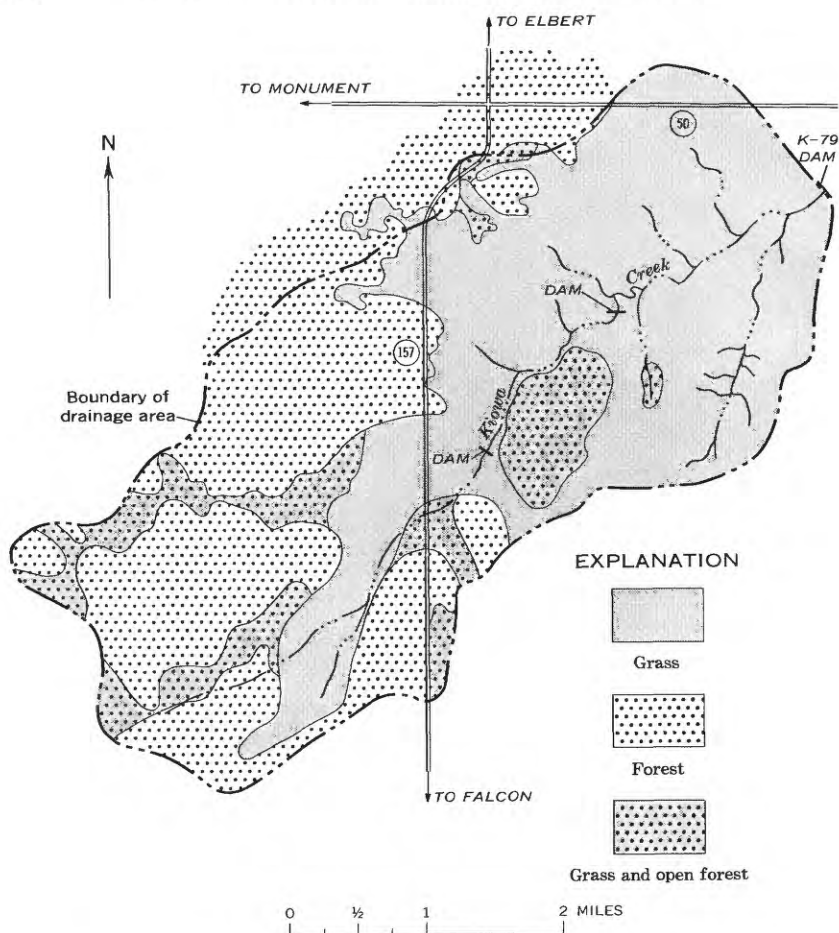 TO ELBERT
TO MONUMENT
50
K-79
DAM
N
Creek
DAM
157
Boundary of
drainage area
Kiowa
DAM
EXPLANATION
Grass
Forest
TO FALCON
Grass and open forest
0 ½ 1 2 MILES